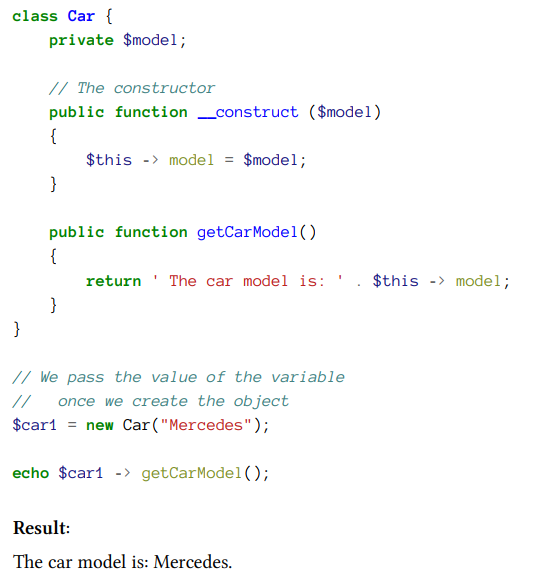 class Car {
    private $model;

    // The constructor
    public function __construct ($model)
    {
        $this -> model = $model;
    }

    public function getCarModel()
    {
        return ' The car model is: ' . $this -> model;
    }
}

// We pass the value of the variable
//   once we create the object
$car1 = new Car("Mercedes");

echo $car1 -> getCarModel();

Result:
The car model is: Mercedes.